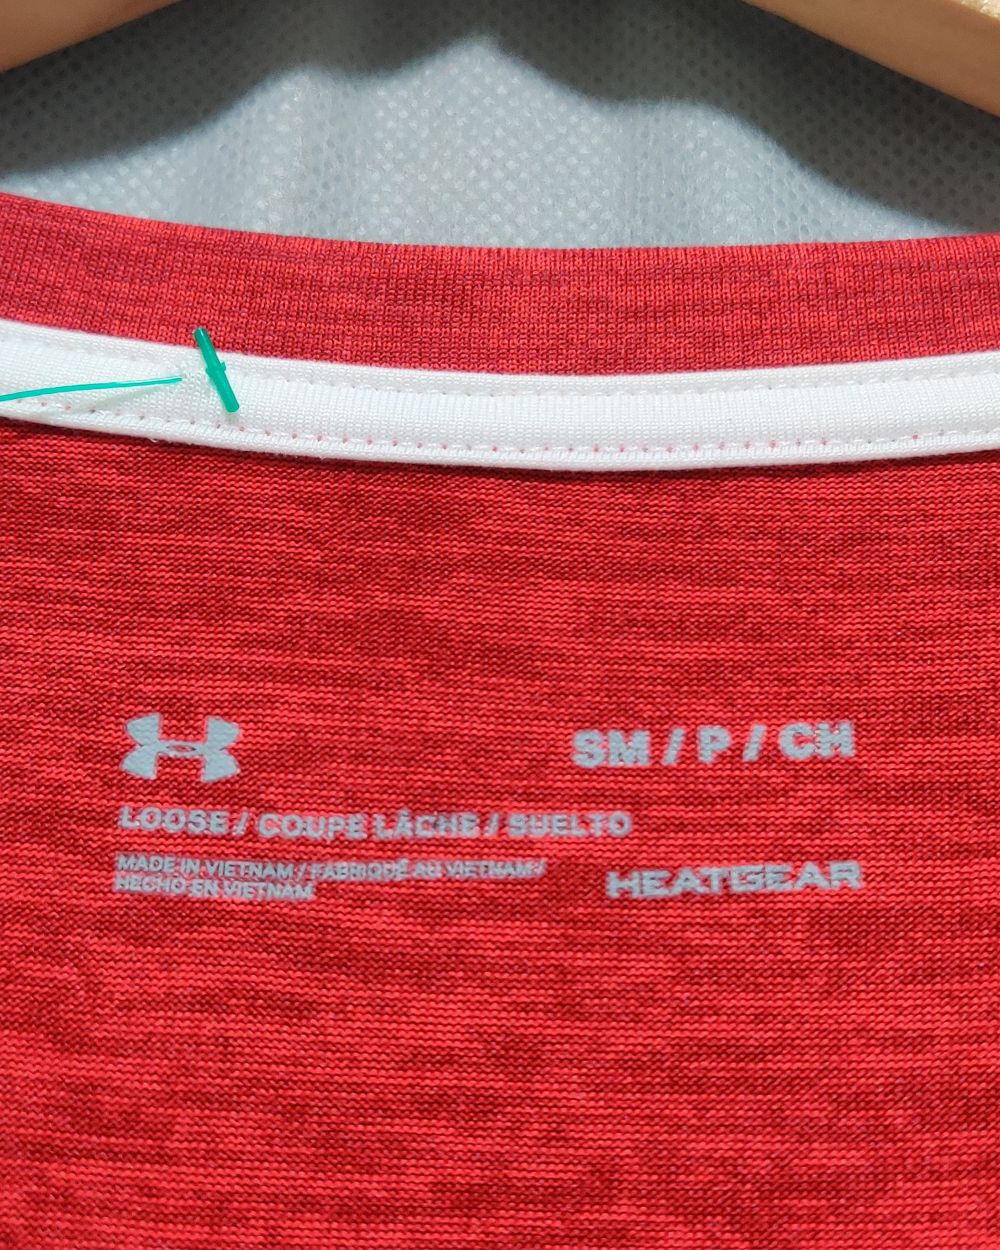 SM / P / CH
LOOSE / COUPE LÂCHE / SUELTO
MADE IN VIETNAM / FABRIQUÉ AU VIETNAM /
HECHO EN VIETNAM
HEATGEAR